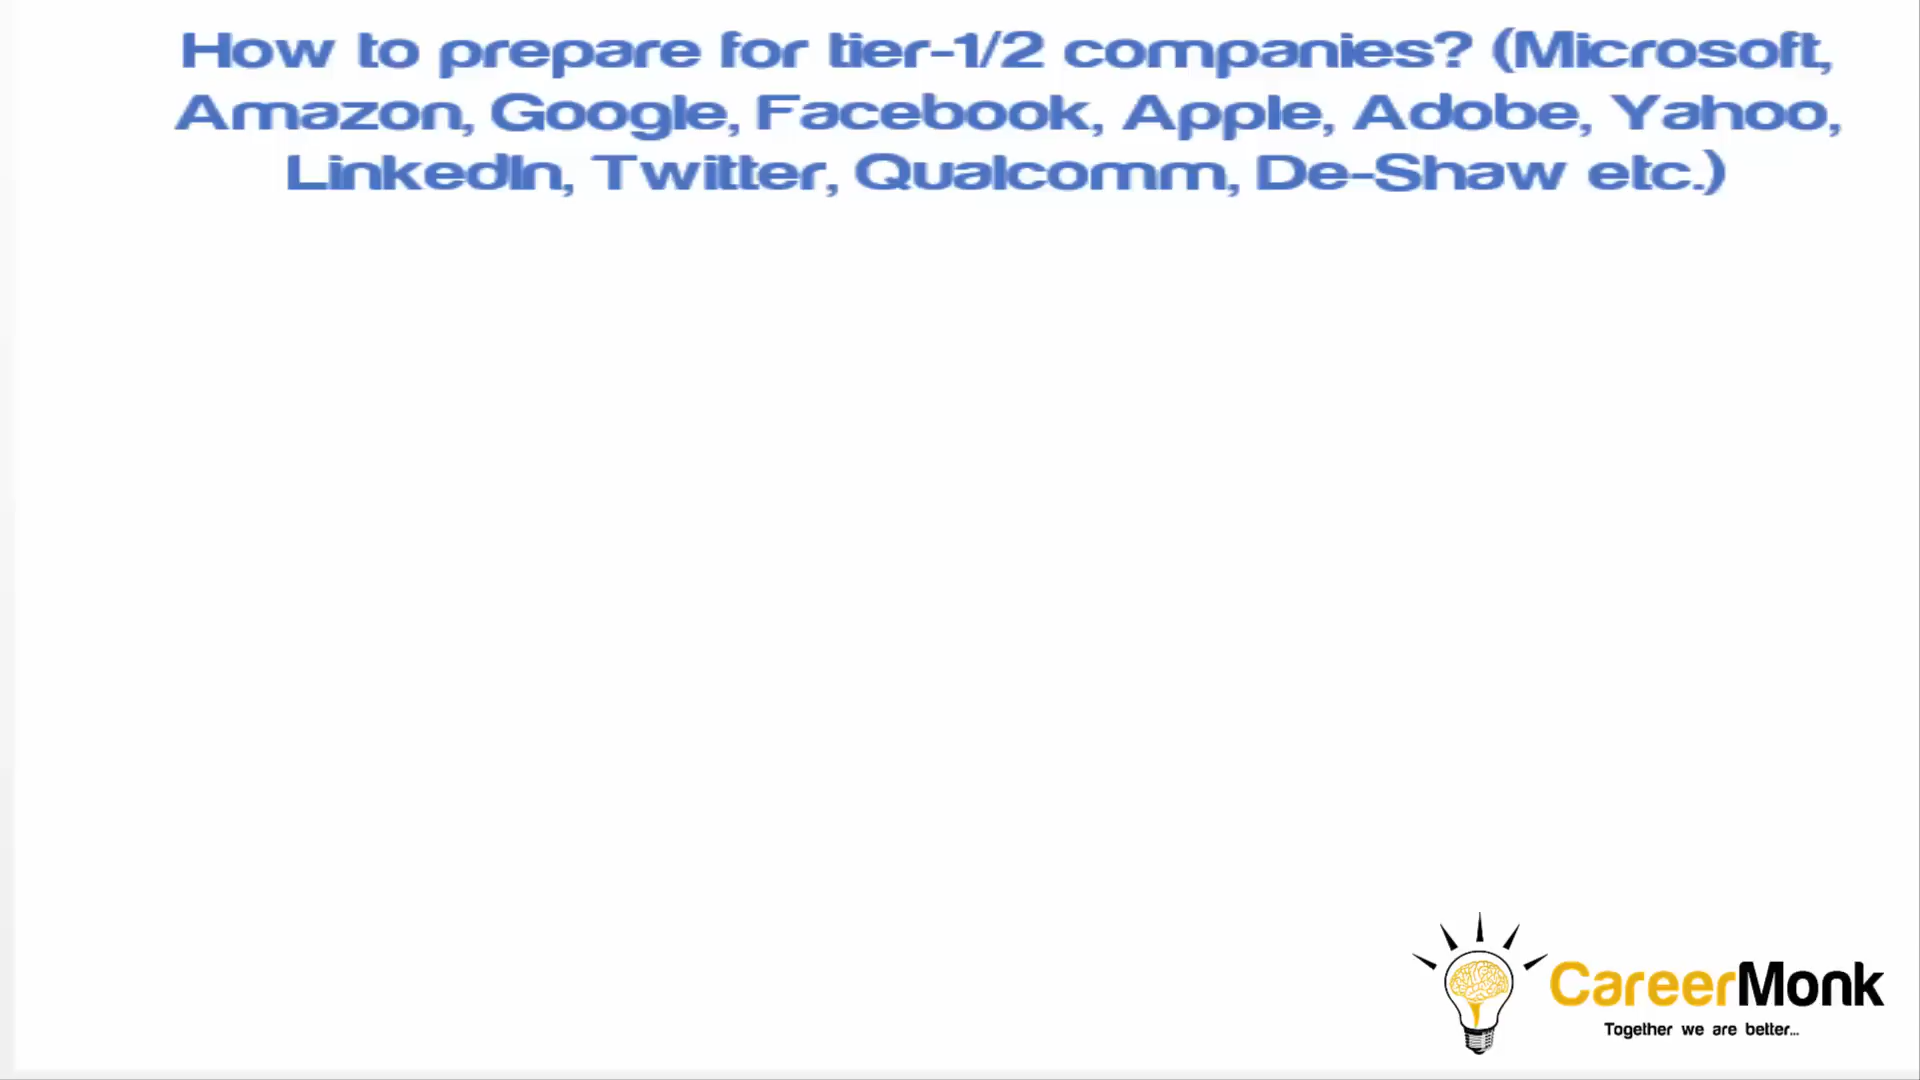 How to prepare for tier-1/2 companies? (Microsoft,
Amazon, Google, Facebook, Apple, Adobe, Yahoo,
LinkedIn, Twitter, Qualcomm, De-Shaw etc.)
CareerMonk
Together we are better...